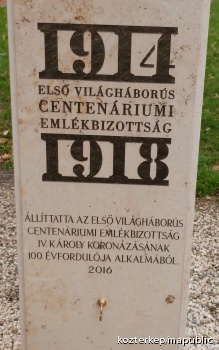 1914
ELSŐ VILÁGHÁBORÚS
CENTENÁRIUMI
EMLÉKBIZOTTSÁG
1918
ÁLLÍTTATTA AZ ELSŐ VILÁGHÁBORÚS
CENTENÁRIUMI EMLÉKBIZOTTSÁG
IV. KÁROLY KORONÁZÁSÁNAK
100. ÉVFORDULÓJA ALKALMÁBÓL
2016
kozterkep.mapublic